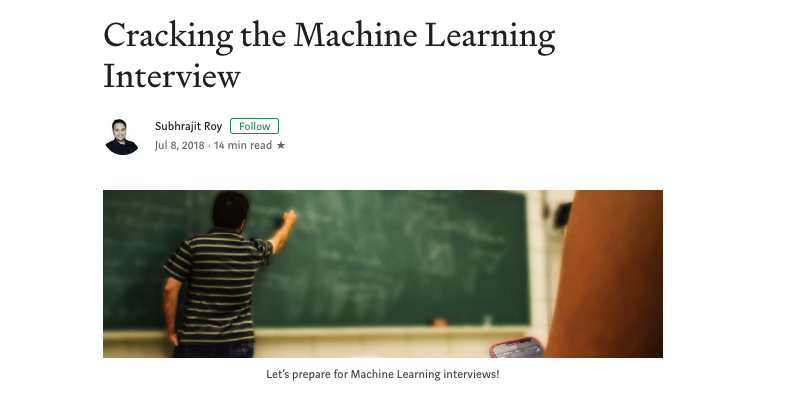 Cracking the Machine Learning
Interview
Subhrajit Roy Follow
Jul 8, 2018 · 14 min read ★
Let's prepare for Machine Learning interviews!